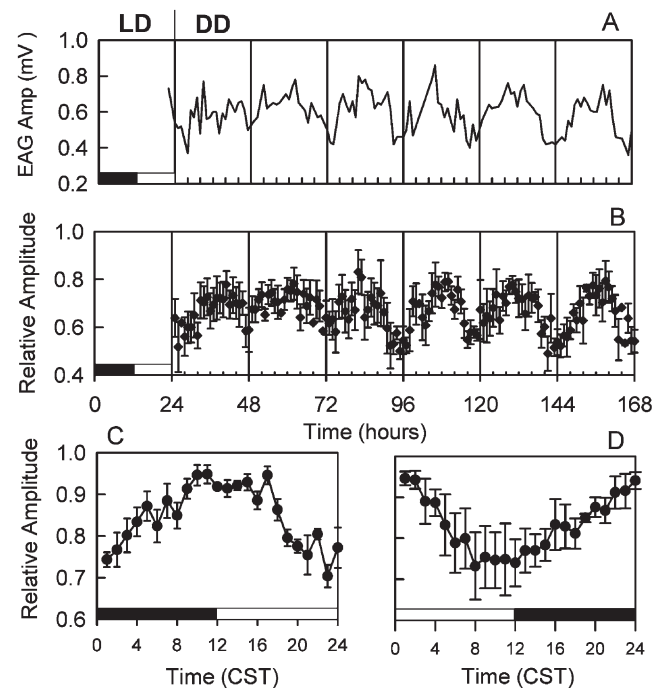 LD DD A
EAG Amp (mV)
1.0
0.8
0.6
0.4
0.2
B
Relative Amplitude
1.0
0.8
0.6
0.4
0 24 48 72 96 120 144 168
Time (hours)
C
Relative Amplitude
1.0
0.9
0.8
0.7
0.6
0 4 8 12 16 20 24
Time (CST)
D
0 4 8 12 16 20 24
Time (CST)